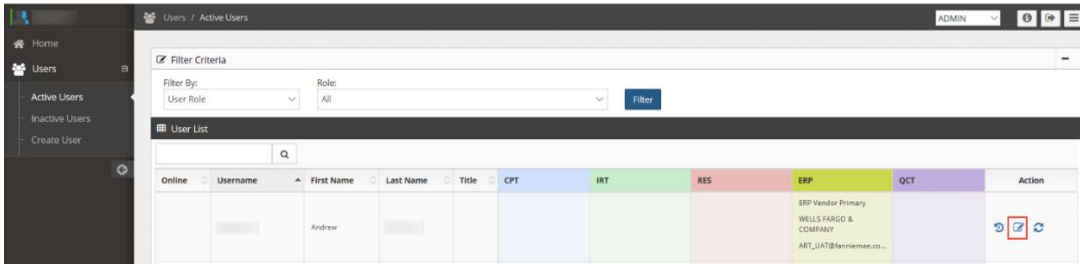 Users / Active Users
ADMIN
Home
Users
Active Users
Inactive Users
Create User
Filter Criteria
Filter By:
Role:
User Role
All
Filter
User List
Online Username First Name Last Name Title CPT IRT RES ERP QCT Action
Andrew
ERP Vendor Primary
WELLS FARGO &
COMPANY
ART_UAT@fanniemae.co...